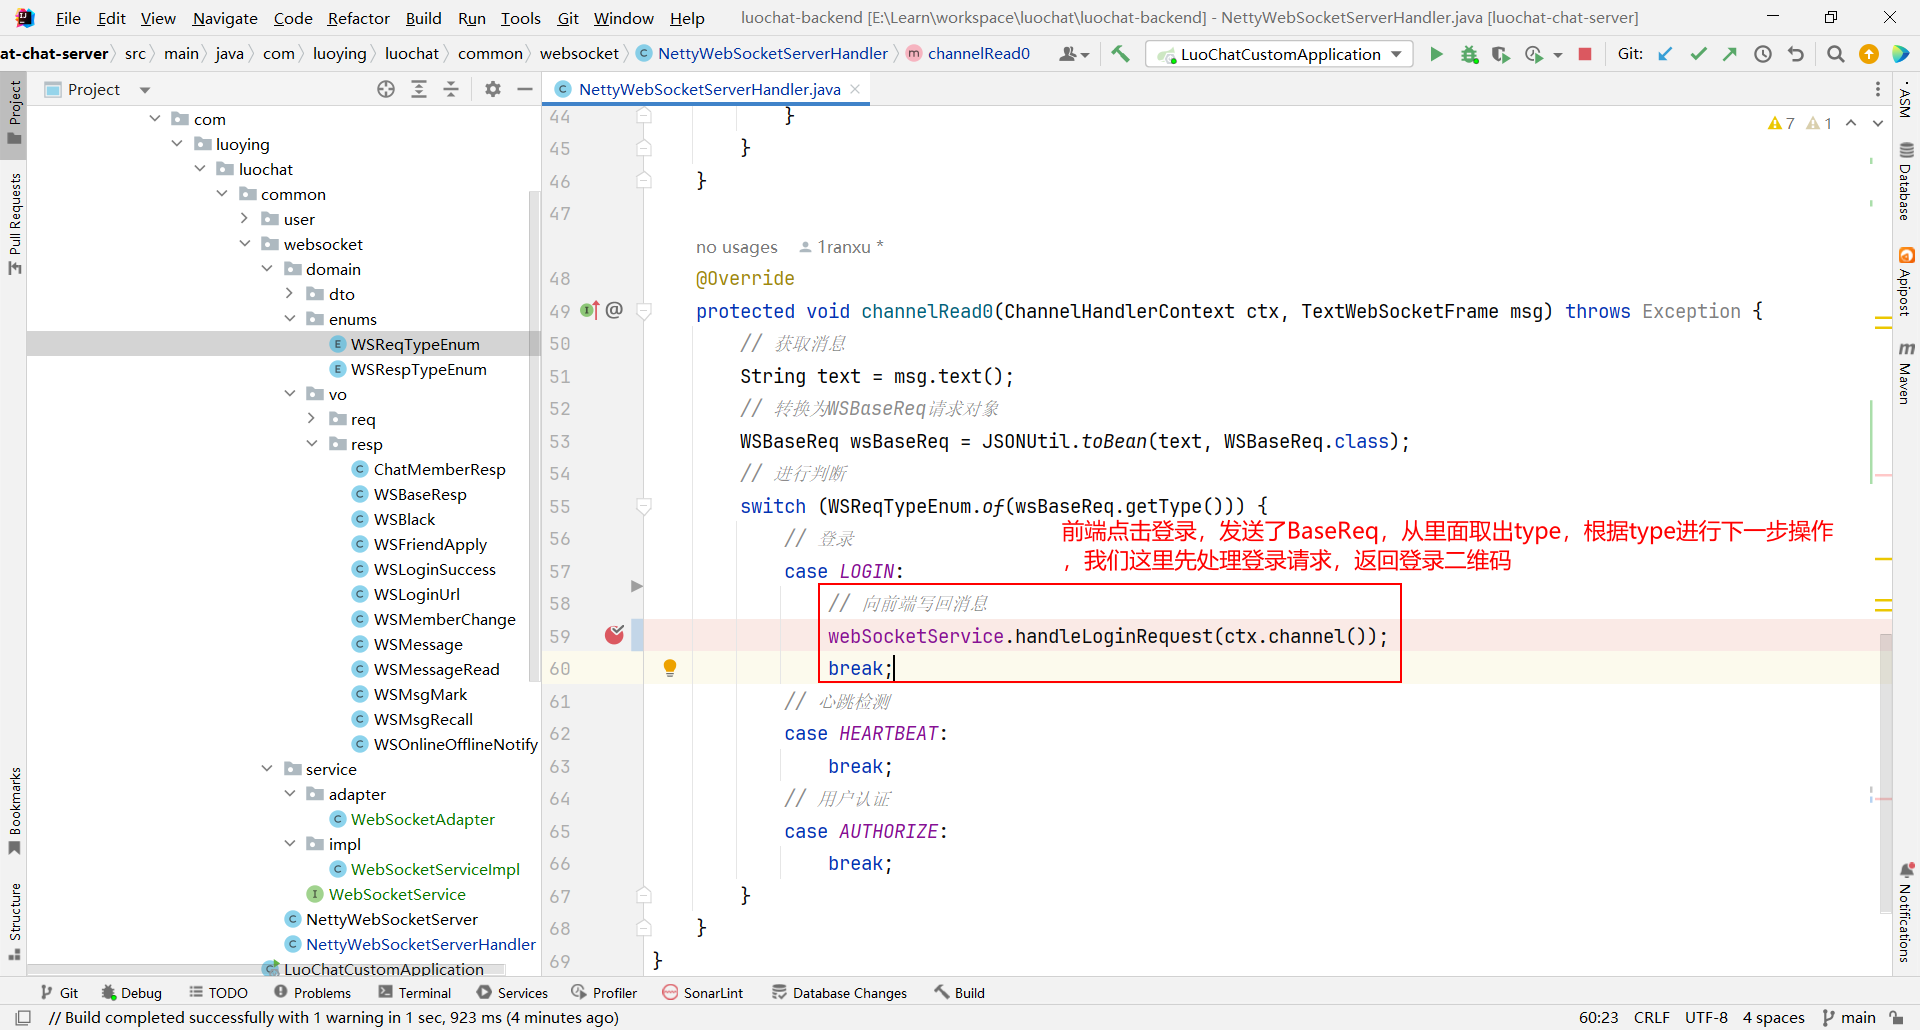 File Edit View Navigate Code Refactor Build Run Tools Git Window Help luochat-backend [E:\Learn\workspace\luochat\luochat-backend] - NettyWebSocketServerHandler.java [luochat-chat-server]
at-chat-server src main java com luoying luochat common websocket NettyWebSocketServerHandler channelRead0 LuoChatCustomApplication Git:
Project
NettyWebSocketServerHandler.java
Project
Pull Requests
Bookmarks
Structure
com
luoying
luochat
common
user
websocket
domain
dto
enums
WSReqTypeEnum
WSRespTypeEnum
vo
req
resp
ChatMemberResp
WSBaseResp
WSBlack
WSFriendApply
WSLoginSuccess
WSLoginUrl
WSMemberChange
WSMessage
WSMessageRead
WSMsgMark
WSMsgRecall
WSOnlineOfflineNotify
service
adapter
WebSocketAdapter
impl
WebSocketServiceImpl
WebSocketService
NettyWebSocketServer
NettyWebSocketServerHandler
LuoChatCustomApplication
7 1
44 }
45 }
46 }
47
no usages 1ranxu *
48 @Override
49 protected void channelRead0(ChannelHandlerContext ctx, TextWebSocketFrame msg) throws Exception {
50 // 获取消息
51 String text = msg.text();
52 // 转换为WSBaseReq请求对象
53 WSBaseReq wsBaseReq = JSONUtil.toBean(text, WSBaseReq.class);
54 // 进行判断
55 switch (WSReqTypeEnum.of(wsBaseReq.getType())) {
前端点击登录，发送了BaseReq，从里面取出type，根据type进行下一步操作
，我们这里先处理登录请求，返回登录二维码
56 // 登录
57 case LOGIN:
58 // 向前端写回消息
59 webSocketService.handleLoginRequest(ctx.channel());
60 break;
61 // 心跳检测
62 case HEARTBEAT:
63 break;
64 // 用户认证
65 case AUTHORIZE:
66 break;
67 }
68 }
69 }
ASM
Database
Apipost
Maven
Notifications
Git Debug TODO Problems Terminal Services Profiler SonarLint Database Changes Build
// Build completed successfully with 1 warning in 1 sec, 923 ms (4 minutes ago) 60:23 CRLF UTF-8 4 spaces main